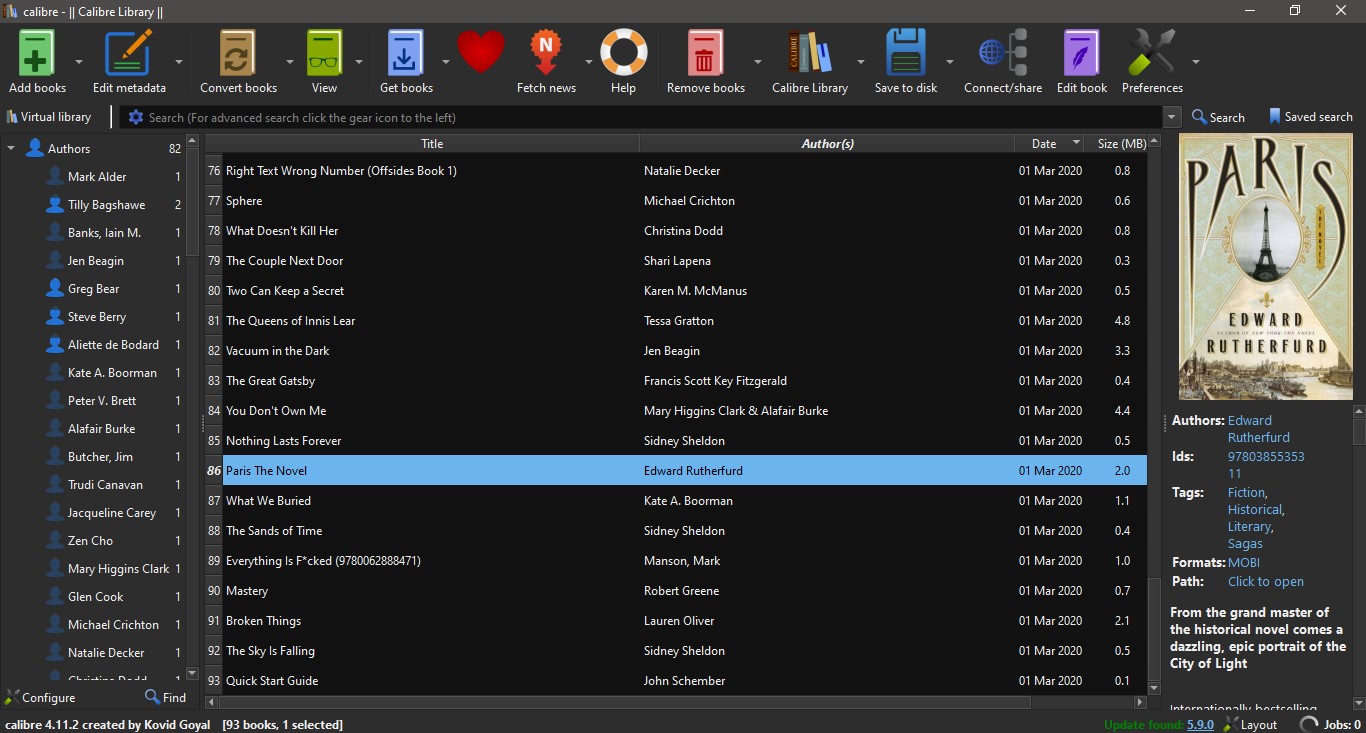 calibre - || Calibre Library ||
Add books
Edit metadata
Convert books
View
Get books
Fetch news
Help
Remove books
Calibre Library
Save to disk
Connect/share
Edit book
Preferences
Virtual library
Search (For advanced search click the gear icon to the left)
Search
Saved search
Authors 82
Mark Alder 1
Tilly Bagshawe 2
Banks, Iain M. 1
Jen Beagin 1
Greg Bear 1
Steve Berry 1
Aliette de Bodard 1
Kate A. Boorman 1
Peter V. Brett 1
Alafair Burke 1
Butcher, Jim 1
Trudi Canavan 1
Jacqueline Carey 1
Zen Cho 1
Mary Higgins Clark 1
Glen Cook 1
Michael Crichton 1
Natalie Decker 1
Configure
Find
Title Author(s) Date Size (MB)
76 Right Text Wrong Number (Offsides Book 1) Natalie Decker 01 Mar 2020 0.8
77 Sphere Michael Crichton 01 Mar 2020 0.6
78 What Doesn't Kill Her Christina Dodd 01 Mar 2020 0.8
79 The Couple Next Door Shari Lapena 01 Mar 2020 0.3
80 Two Can Keep a Secret Karen M. McManus 01 Mar 2020 0.5
81 The Queens of Innis Lear Tessa Gratton 01 Mar 2020 4.8
82 Vacuum in the Dark Jen Beagin 01 Mar 2020 3.3
83 The Great Gatsby Francis Scott Key Fitzgerald 01 Mar 2020 0.4
84 You Don't Own Me Mary Higgins Clark & Alafair Burke 01 Mar 2020 4.4
85 Nothing Lasts Forever Sidney Sheldon 01 Mar 2020 0.5
86 Paris The Novel Edward Rutherfurd 01 Mar 2020 2.0
87 What We Buried Kate A. Boorman 01 Mar 2020 1.1
88 The Sands of Time Sidney Sheldon 01 Mar 2020 0.4
89 Everything Is F*cked (9780062888471) Manson, Mark 01 Mar 2020 1.0
90 Mastery Robert Greene 01 Mar 2020 0.7
91 Broken Things Lauren Oliver 01 Mar 2020 2.1
92 The Sky Is Falling Sidney Sheldon 01 Mar 2020 0.5
93 Quick Start Guide John Schember 01 Mar 2020 0.1
PARIS
THE NOVEL
EDWARD
AUTHOR OF NEW YORK: THE NOVEL
RUTHERFURD
Authors: Edward
Rutherfurd
Ids: 97803855353
11
Tags: Fiction,
Historical,
Literary,
Sagas
Formats: MOBI
Path: Click to open
From the grand master of
the historical novel comes a
dazzling, epic portrait of the
City of Light
Internationally bestselling
calibre 4.11.2 created by Kovid Goyal [93 books, 1 selected]
Update found: 5.9.0
Layout
Jobs: 0